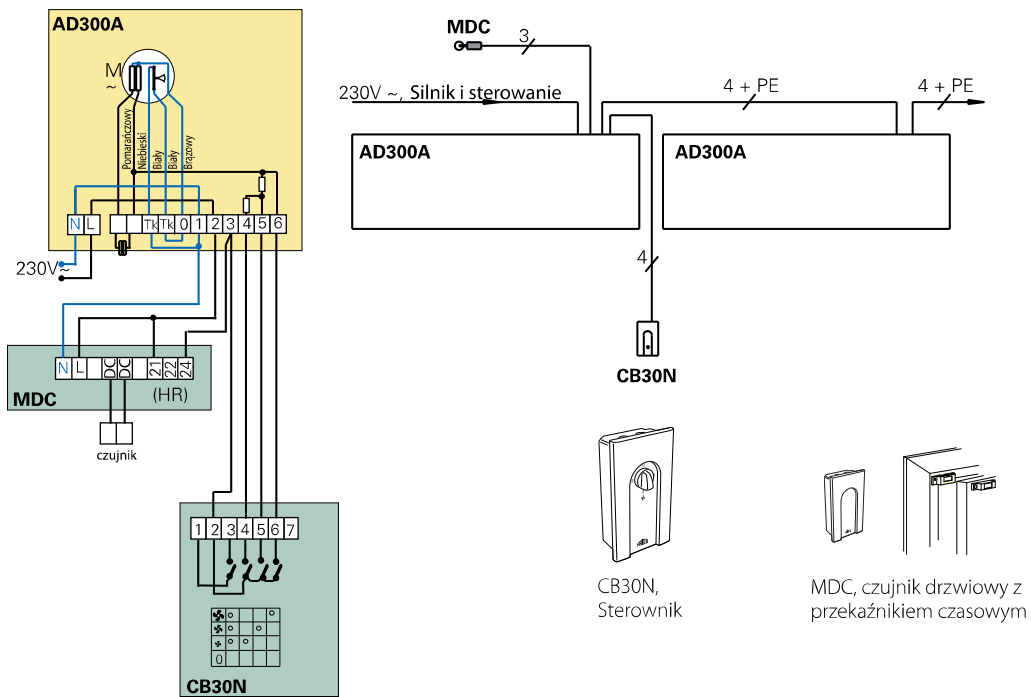 AD300A
M
~
Pomarańczowy
Niebieski
Biały
Biały
Brązowy
N L Tk Tk 0 1 2 3 4 5 6
230V~
N L DC DC 21 22 24
MDC
(HR)
czujnik
1 2 3 4 5 6 7
0
CB30N
MDC
3
230V ~, Silnik i sterowanie
4 + PE
4 + PE
AD300A
AD300A
4
CB30N
CB30N,
Sterownik
MDC, czujnik drzwiowy z
przekaźnikiem czasowym